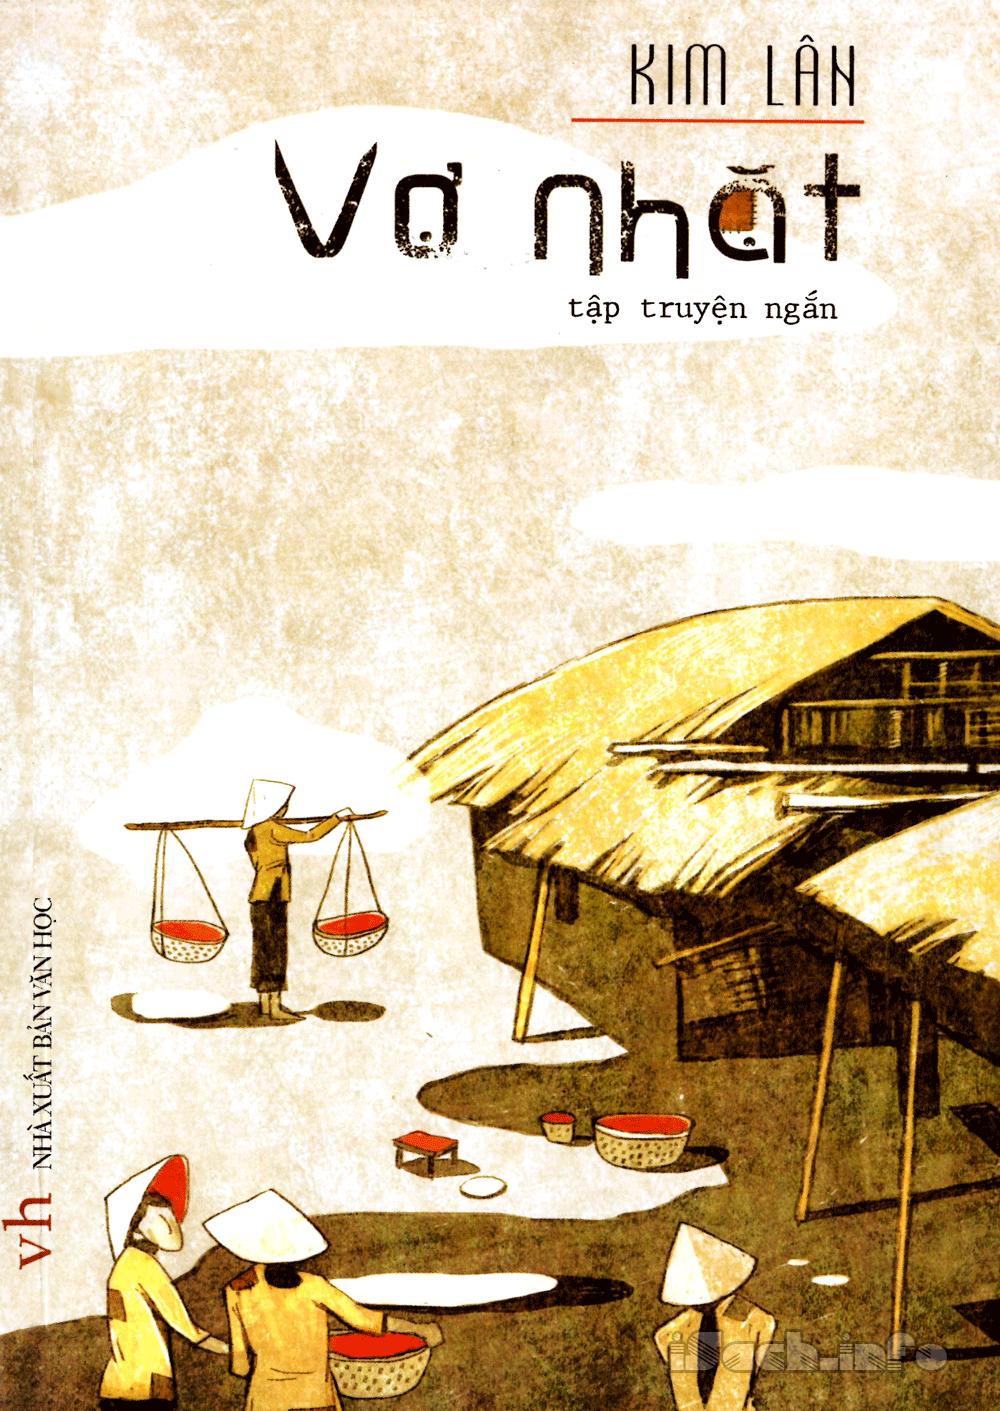 KIM LÂN
Vợ nhặt
tập truyện ngắn
vh NHÀ XUẤT BẢN VĂN HỌC
iSach.info